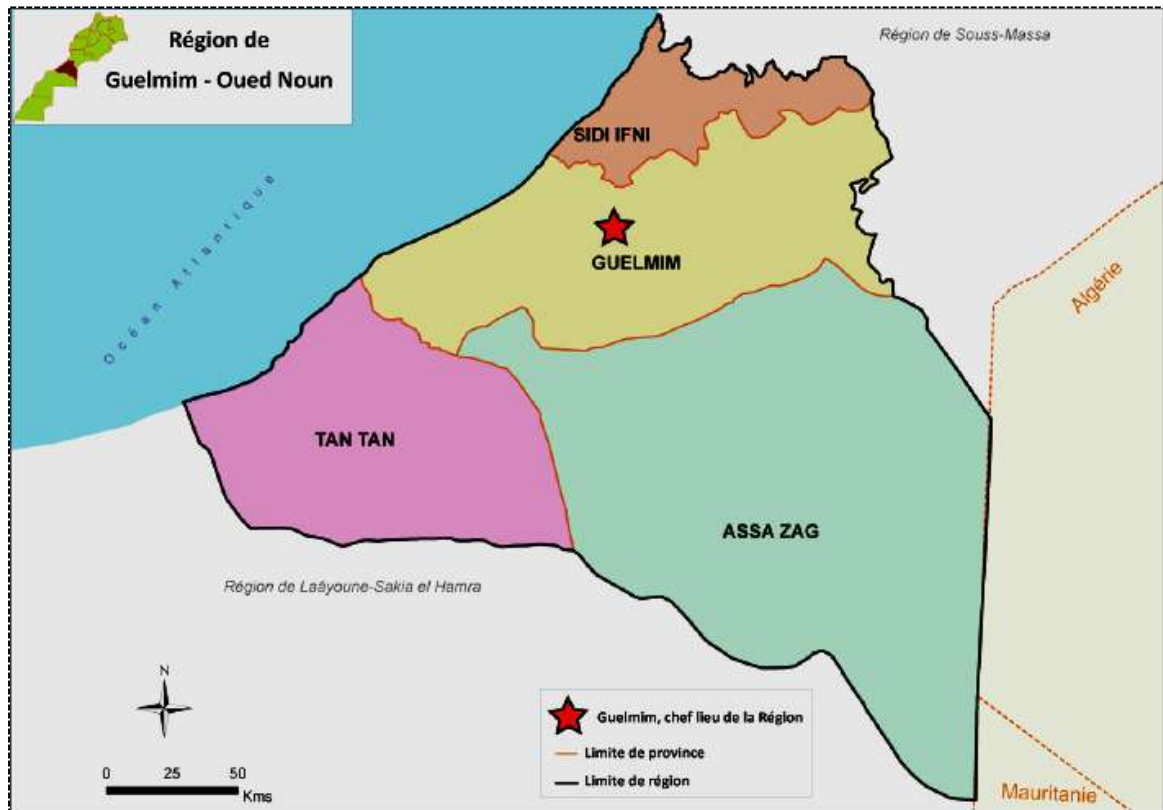 Région de
Guelmim - Oued Noun
Région de Souss-Massa
SIDI IFNI
Océan Atlantique
GUELMIM
Algérie
TAN TAN
ASSA ZAG
Région de Laâyoune-Sakia el Hamra
N
Guelmim, chef lieu de la Région
Limite de province
Limite de région
0 25 50
Kms
Mauritanie